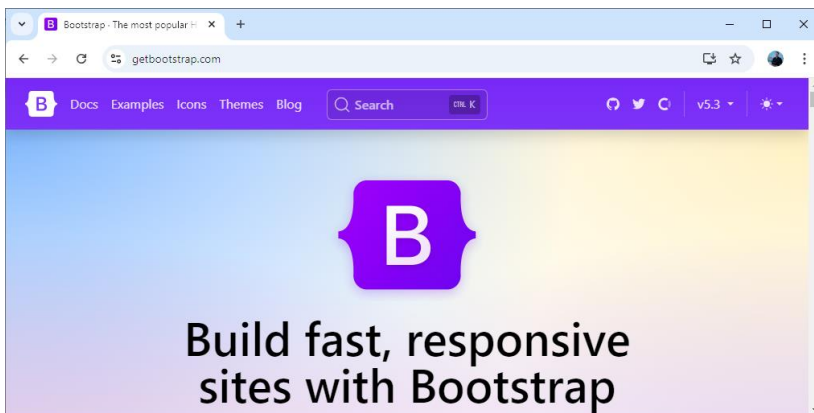 B Bootstrap · The most popular H
getbootstrap.com
B Docs Examples Icons Themes Blog Search CTRL K v5.3
B
Build fast, responsive
sites with Bootstrap